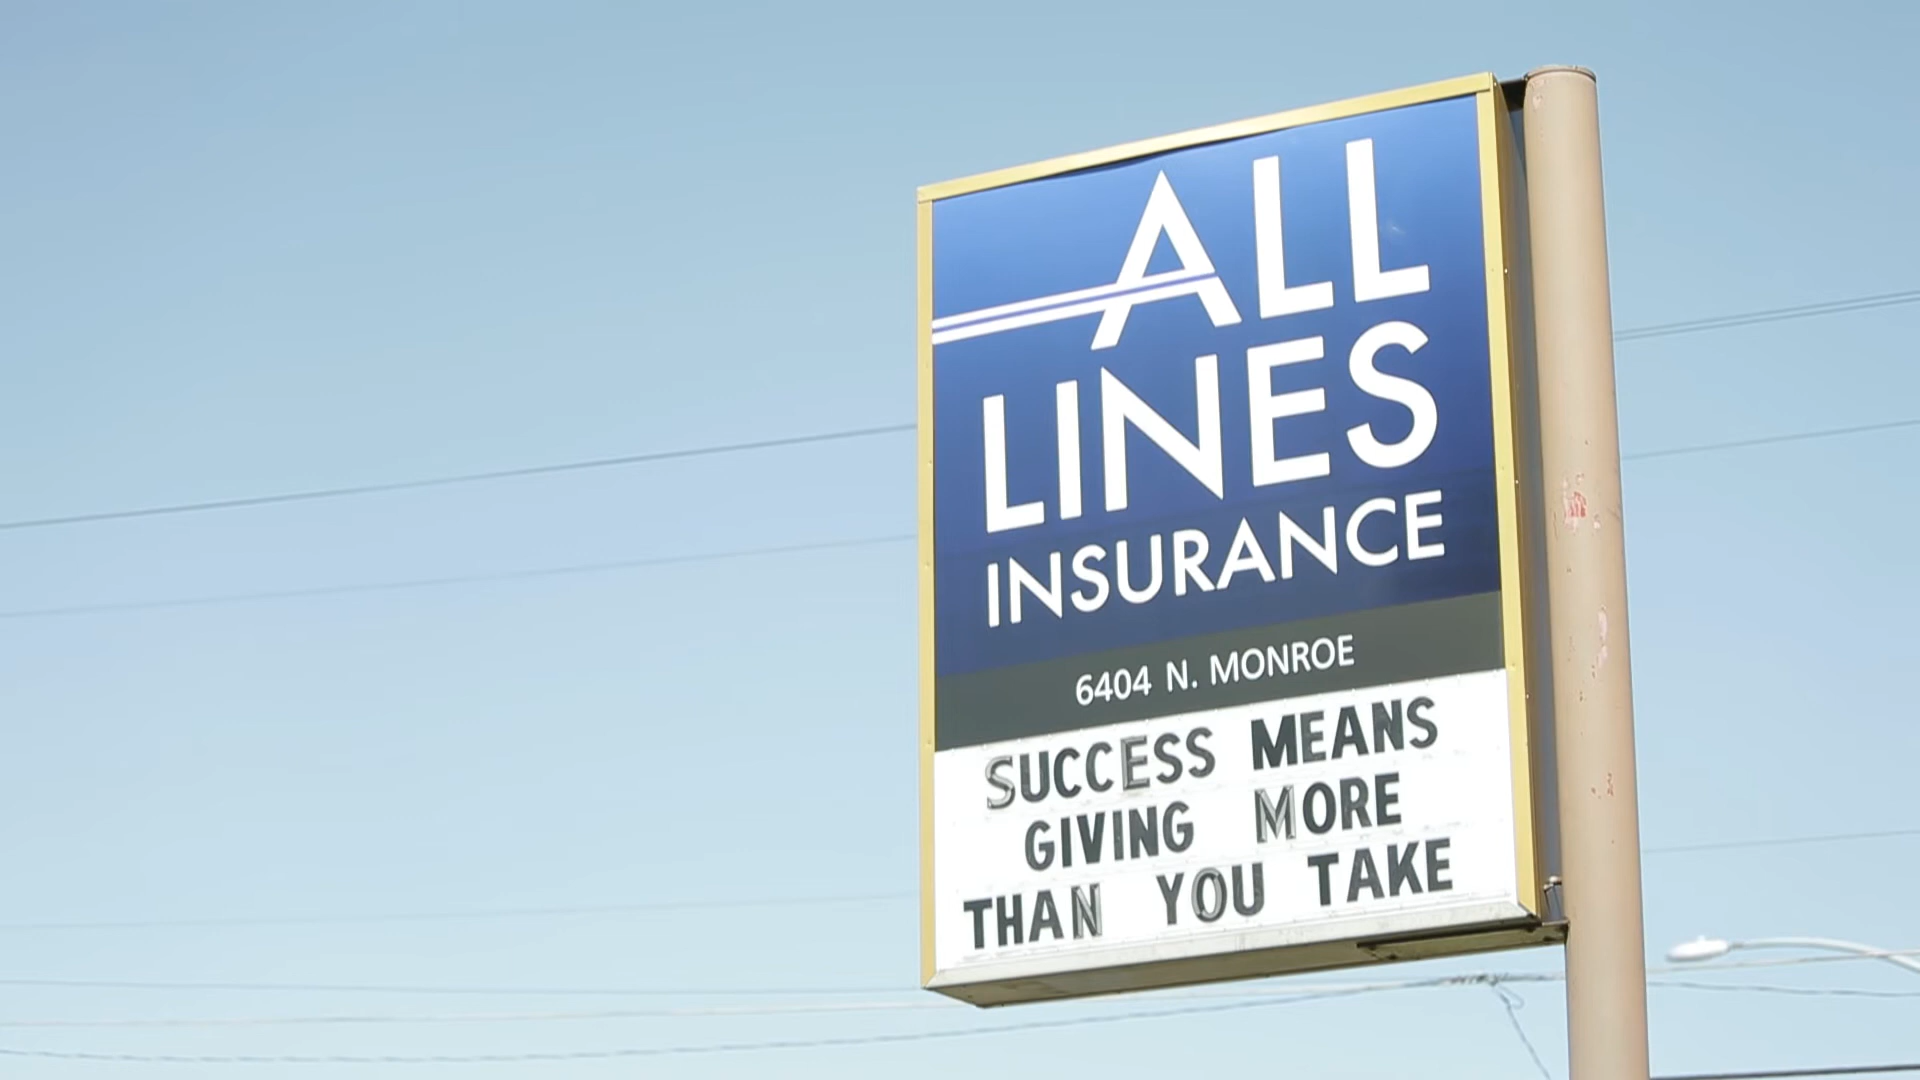 ALL
LINES
INSURANCE
6404 N. MONROE
SUCCESS MEANS
GIVING MORE
THAN YOU TAKE